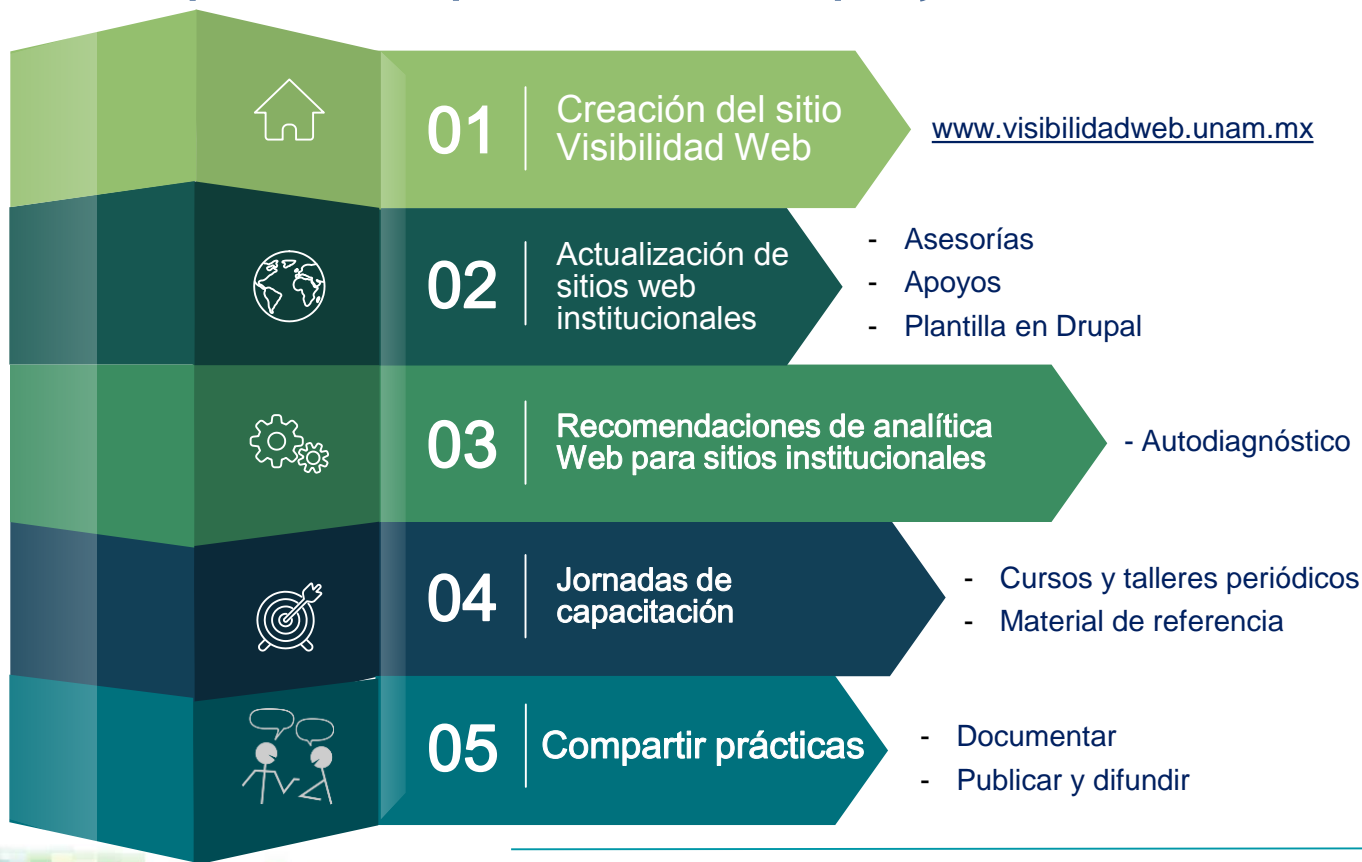 01
Creación del sitio
Visibilidad Web
www.visibilidadweb.unam.mx
02
Actualización de
sitios web
institucionales
- Asesorías
- Apoyos
- Plantilla en Drupal
03
Recomendaciones de analítica
Web para sitios institucionales
- Autodiagnóstico
04
Jornadas de
capacitación
- Cursos y talleres periódicos
- Material de referencia
05
Compartir prácticas
- Documentar
- Publicar y difundir